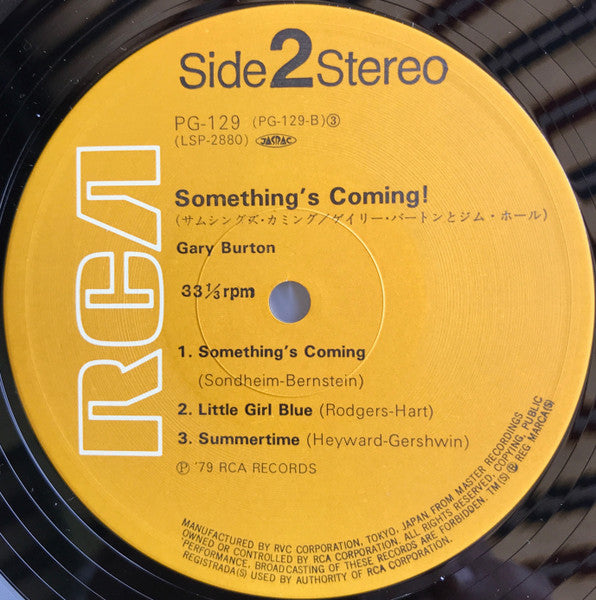 Side 2 Stereo
PG-129 (PG-129-B)③
(LSP-2880) JASRAC
RCA
Something's Coming!
(サムシングズ・カミング/ゲイリー・バートンとジム・ホール)
Gary Burton
33⅓rpm
1. Something's Coming
(Sondheim-Bernstein)
2. Little Girl Blue (Rodgers-Hart)
3. Summertime (Heyward-Gershwin)
Ⓟ '79 RCA RECORDS
MANUFACTURED BY RVC CORPORATION, TOKYO, JAPAN, FROM MASTER RECORDINGS
OWNED OR CONTROLLED BY RCA CORPORATION. ALL RIGHTS RESERVED, COPYING, PUBLIC
PERFORMANCE, BROADCASTING OF THESE RECORDS ARE FORBIDDEN. TM(S) ® REG MARCA(S)
REGISTRADA(S) USED BY AUTHORITY OF RCA CORPORATION.